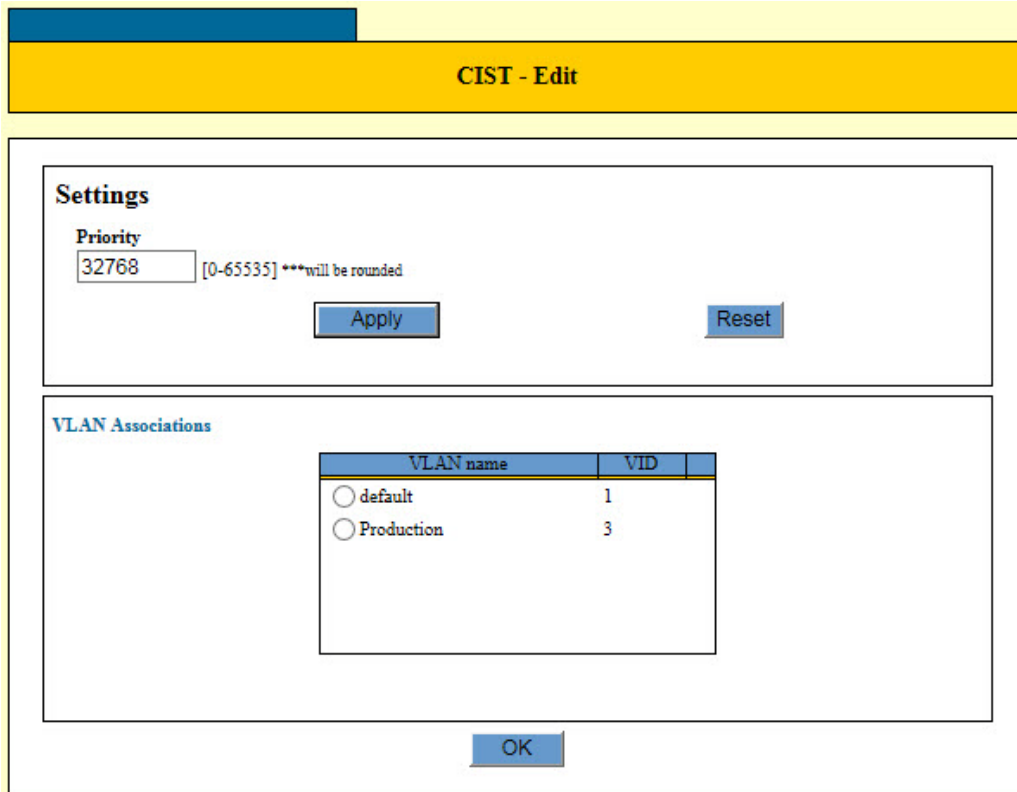 CIST - Edit
Settings
Priority
32768 [0-65535] ***will be rounded
Apply Reset
VLAN Associations
VLAN name VID
default 1
Production 3
OK